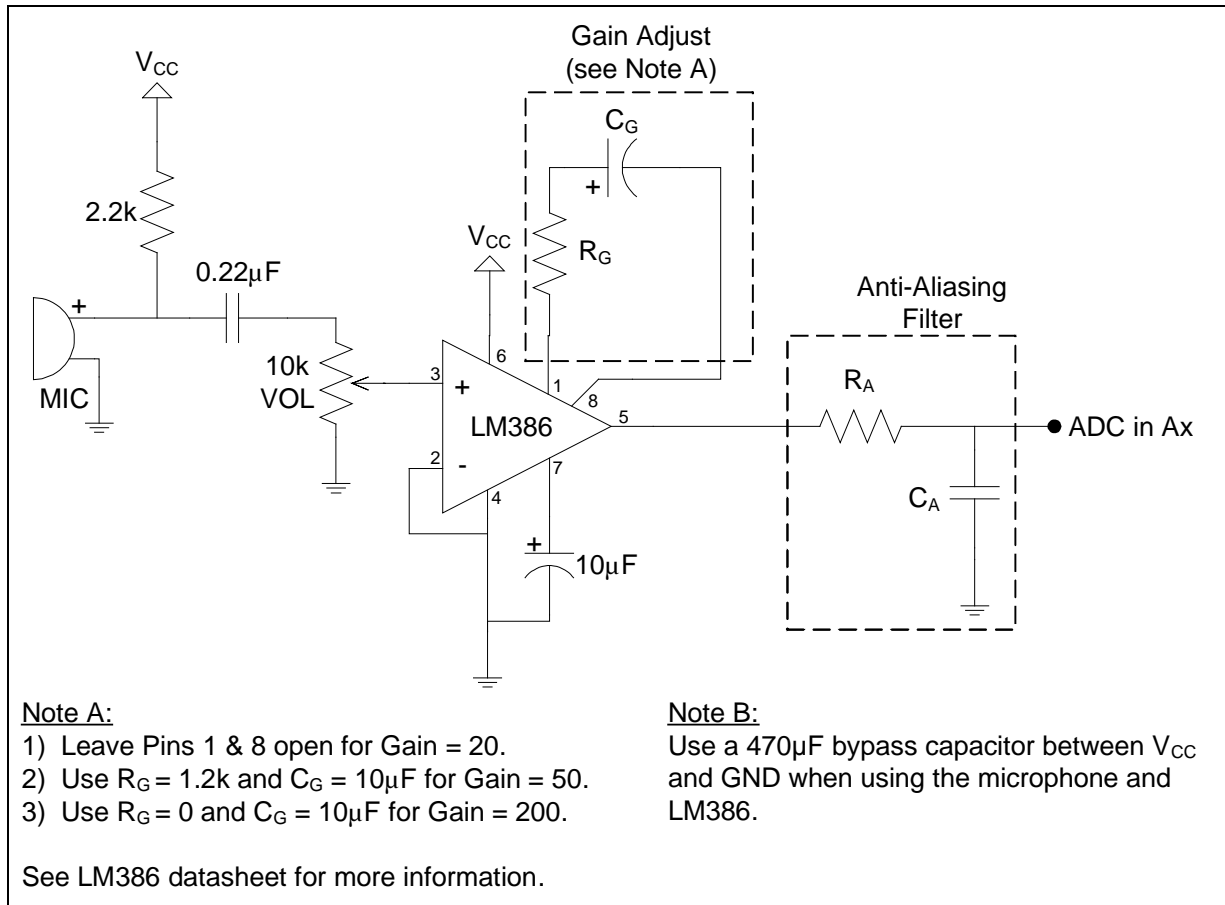 Gain Adjust
(see Note A)
VCC
CG
+
2.2k
RG
VCC
0.22µF
+
Anti-Aliasing
Filter
MIC
10k
VOL
3
+
6
1
8
LM386
5
RA
ADC in Ax
2
-
7
4
CA
+
10µF
Note A:
1) Leave Pins 1 & 8 open for Gain = 20.
2) Use RG = 1.2k and CG = 10µF for Gain = 50.
3) Use RG = 0 and CG = 10µF for Gain = 200.
See LM386 datasheet for more information.
Note B:
Use a 470µF bypass capacitor between VCC
and GND when using the microphone and
LM386.